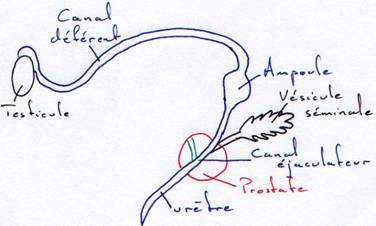 Canal
déférent
Ampoule
Vésicule
séminale
Testicule
Canal
éjaculateur
Prostate
urètre